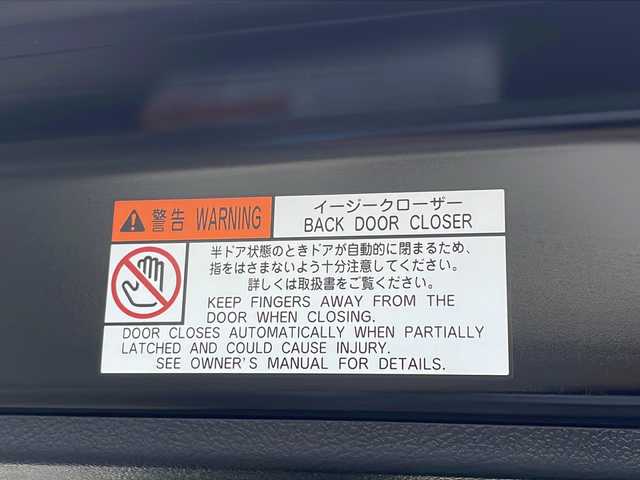 警告 WARNING
イージークローザー
BACK DOOR CLOSER
半ドア状態のときドアが自動的に閉まるため、
指をはさまないよう十分注意してください。
詳しくは取扱書をご覧ください。
KEEP FINGERS AWAY FROM THE
DOOR WHEN CLOSING.
DOOR CLOSES AUTOMATICALLY WHEN PARTIALLY
LATCHED AND COULD CAUSE INJURY.
SEE OWNER'S MANUAL FOR DETAILS.